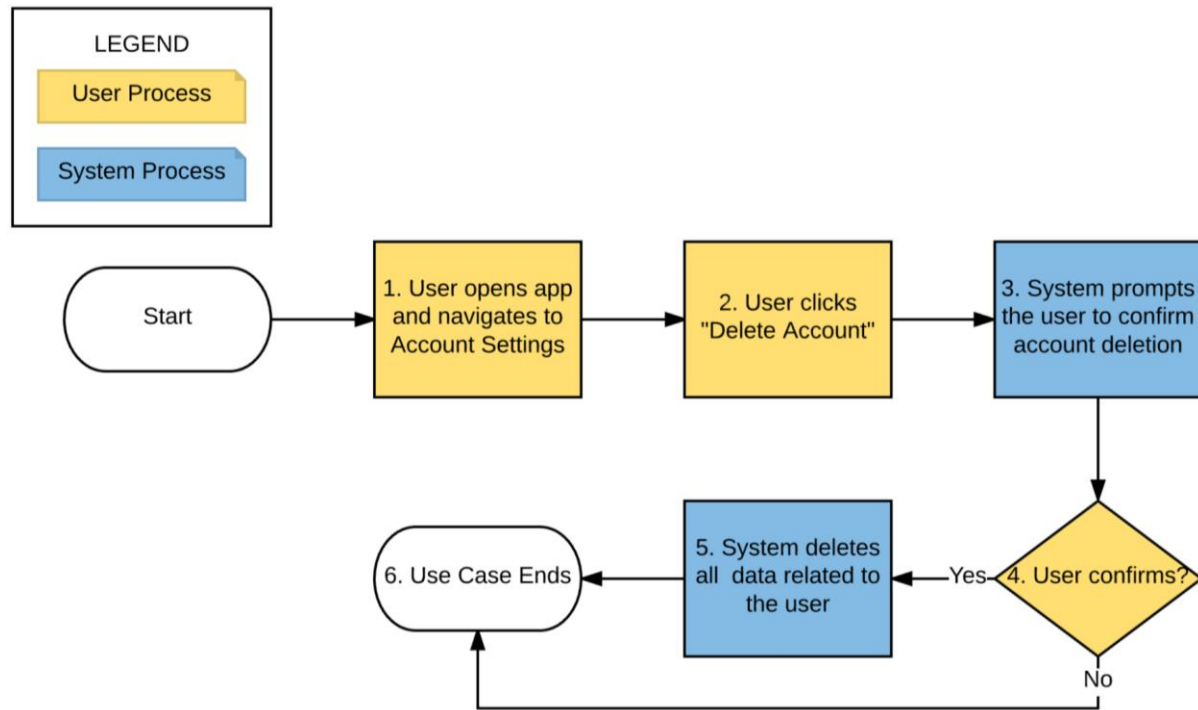 LEGEND
User Process
System Process
Start
1. User opens app
and navigates to
Account Settings
2. User clicks
"Delete Account"
3. System prompts
the user to confirm
account deletion
4. User confirms?
Yes
5. System deletes
all data related to
the user
6. Use Case Ends
No